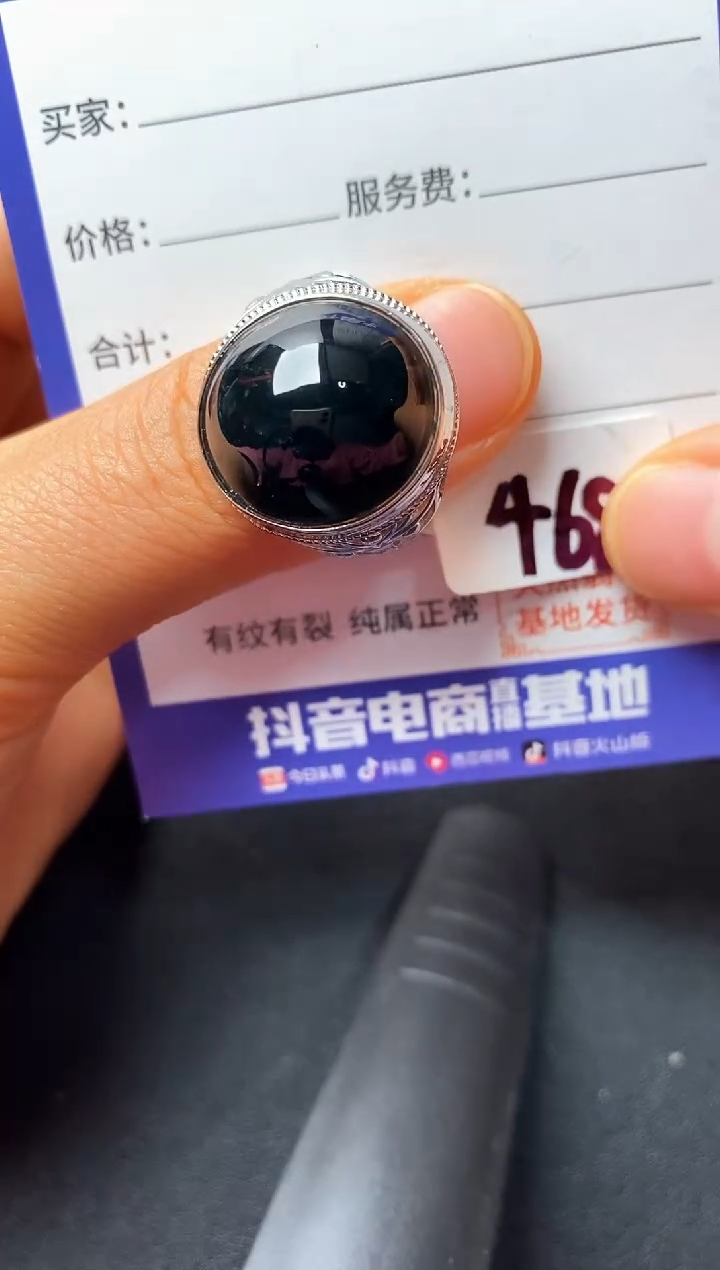 买家：
价格： 服务费：
合计：
46
有纹有裂 纯属正常
基地发货
抖音电商直播基地
今日头条 抖音 西瓜视频 抖音火山版